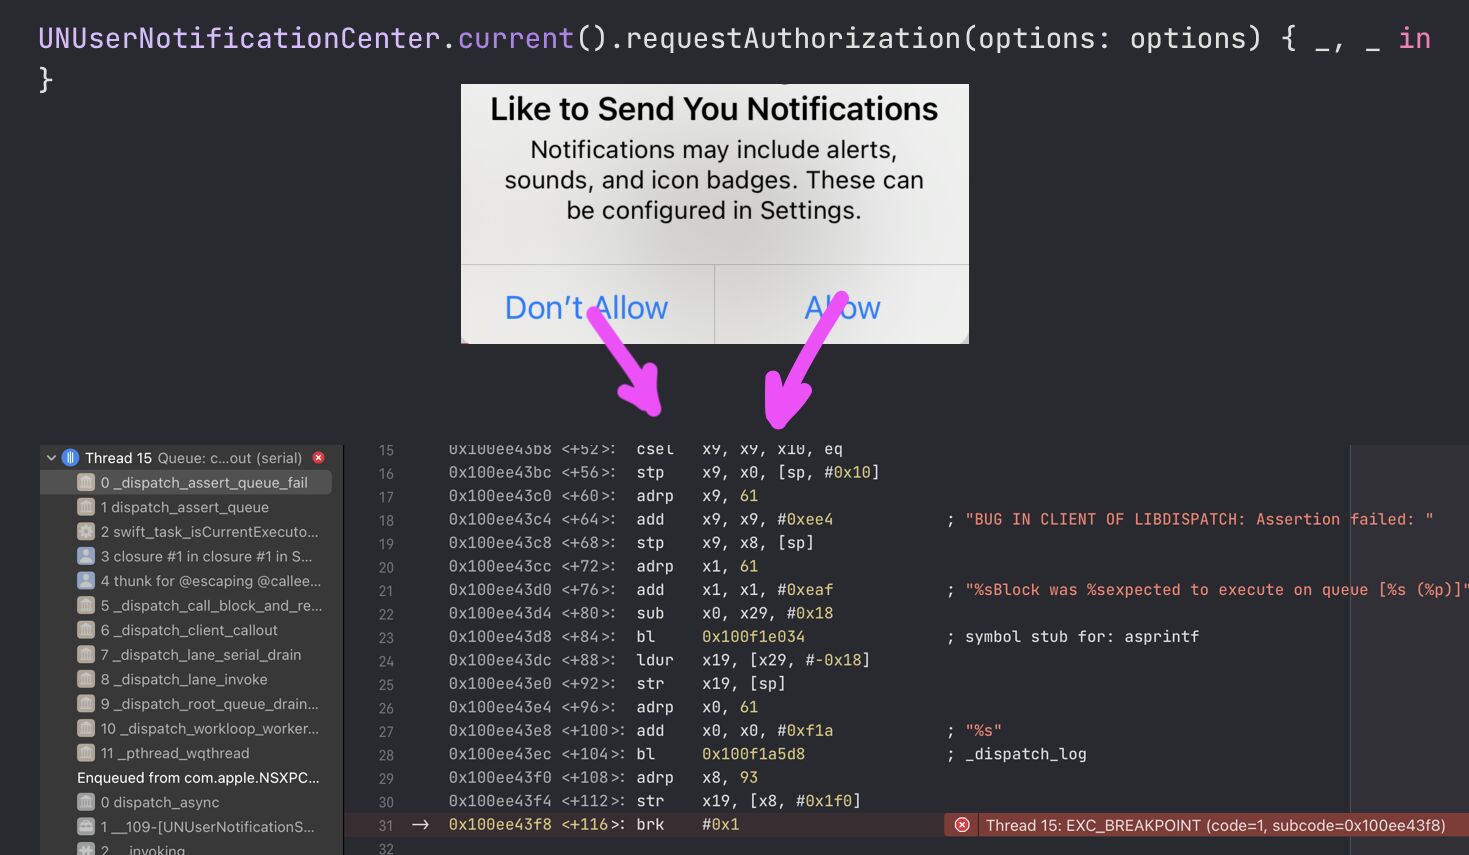 UNUserNotificationCenter.current().requestAuthorization(options: options) { _, _ in
}
Like to Send You Notifications
Notifications may include alerts,
sounds, and icon badges. These can
be configured in Settings.
Don’t Allow
Allow
Thread 15 Queue: c...out (serial)
0 _dispatch_assert_queue_fail
1 dispatch_assert_queue
2 swift_task_isCurrentExecuto...
3 closure #1 in closure #1 in S...
4 thunk for @escaping @callee...
5 _dispatch_call_block_and_re...
6 _dispatch_client_callout
7 _dispatch_lane_serial_drain
8 _dispatch_lane_invoke
9 _dispatch_root_queue_drain...
10 _dispatch_workloop_worker...
11 _pthread_wqthread
Enqueued from com.apple.NSXPC...
0 dispatch_async
1 __109-[UNUserNotificationS...
2 __invoking
15 0x100ee43b8 <+52>: csel x9, x9, x10, eq
16 0x100ee43bc <+56>: stp x9, x0, [sp, #0x10]
17 0x100ee43c0 <+60>: adrp x9, 61
18 0x100ee43c4 <+64>: add x9, x9, #0xee4 ; "BUG IN CLIENT OF LIBDISPATCH: Assertion failed: "
19 0x100ee43c8 <+68>: stp x9, x8, [sp]
20 0x100ee43cc <+72>: adrp x1, 61
21 0x100ee43d0 <+76>: add x1, x1, #0xeaf ; "%sBlock was %sexpected to execute on queue [%s (%p)]"
22 0x100ee43d4 <+80>: sub x0, x29, #0x18
23 0x100ee43d8 <+84>: bl 0x100f1e034 ; symbol stub for: asprintf
24 0x100ee43dc <+88>: ldur x19, [x29, #-0x18]
25 0x100ee43e0 <+92>: str x19, [sp]
26 0x100ee43e4 <+96>: adrp x0, 61
27 0x100ee43e8 <+100>: add x0, x0, #0xf1a ; "%s"
28 0x100ee43ec <+104>: bl 0x100f1a5d8 ; _dispatch_log
29 0x100ee43f0 <+108>: adrp x8, 93
30 0x100ee43f4 <+112>: str x19, [x8, #0x1f0]
31 -> 0x100ee43f8 <+116>: brk #0x1 Thread 15: EXC_BREAKPOINT (code=1, subcode=0x100ee43f8)
32